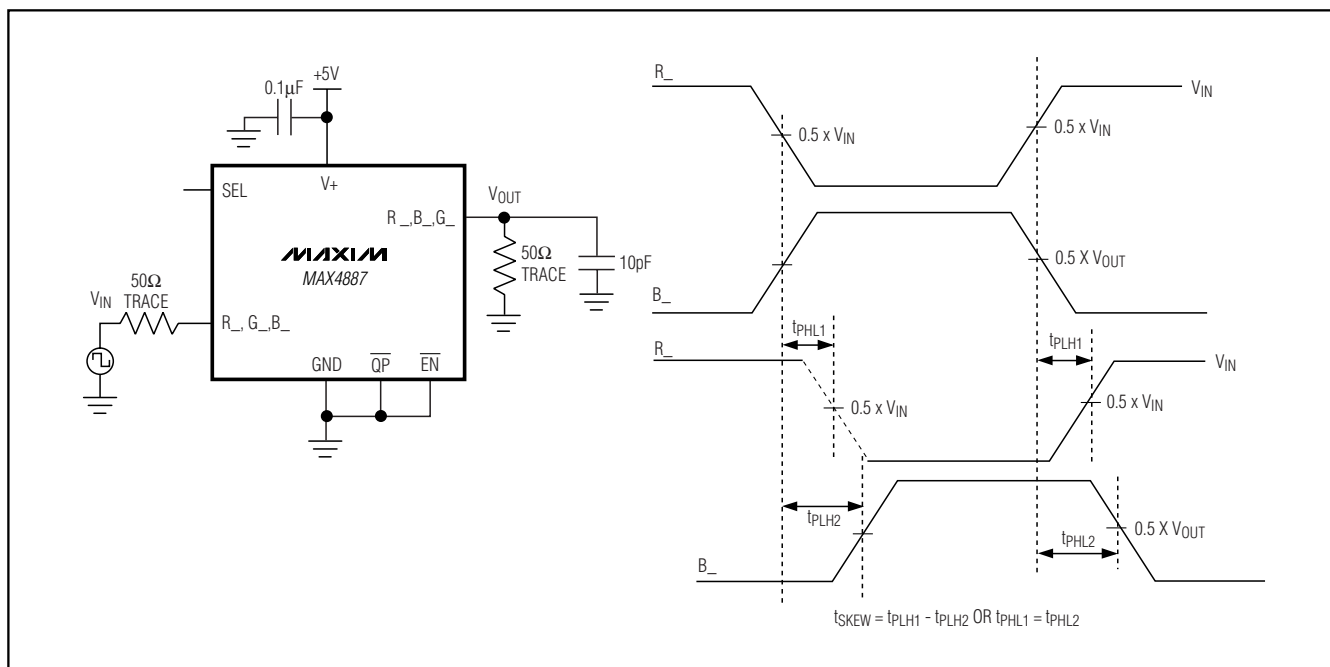 +5V
0.1μF
SEL
V+
VOUT
R_,B_,G_
MAXIM
MAX4887
50Ω
TRACE
10pF
50Ω
TRACE
VIN
R_, G_,B_
GND
QP
EN
R_
VIN
0.5 x VIN
0.5 x VIN
0.5 X VOUT
B_
tPHL1
tPLH1
R_
VIN
0.5 x VIN
0.5 x VIN
tPLH2
tPHL2
0.5 X VOUT
B_
tSKEW = tPLH1 - tPLH2 OR tPHL1 = tPHL2